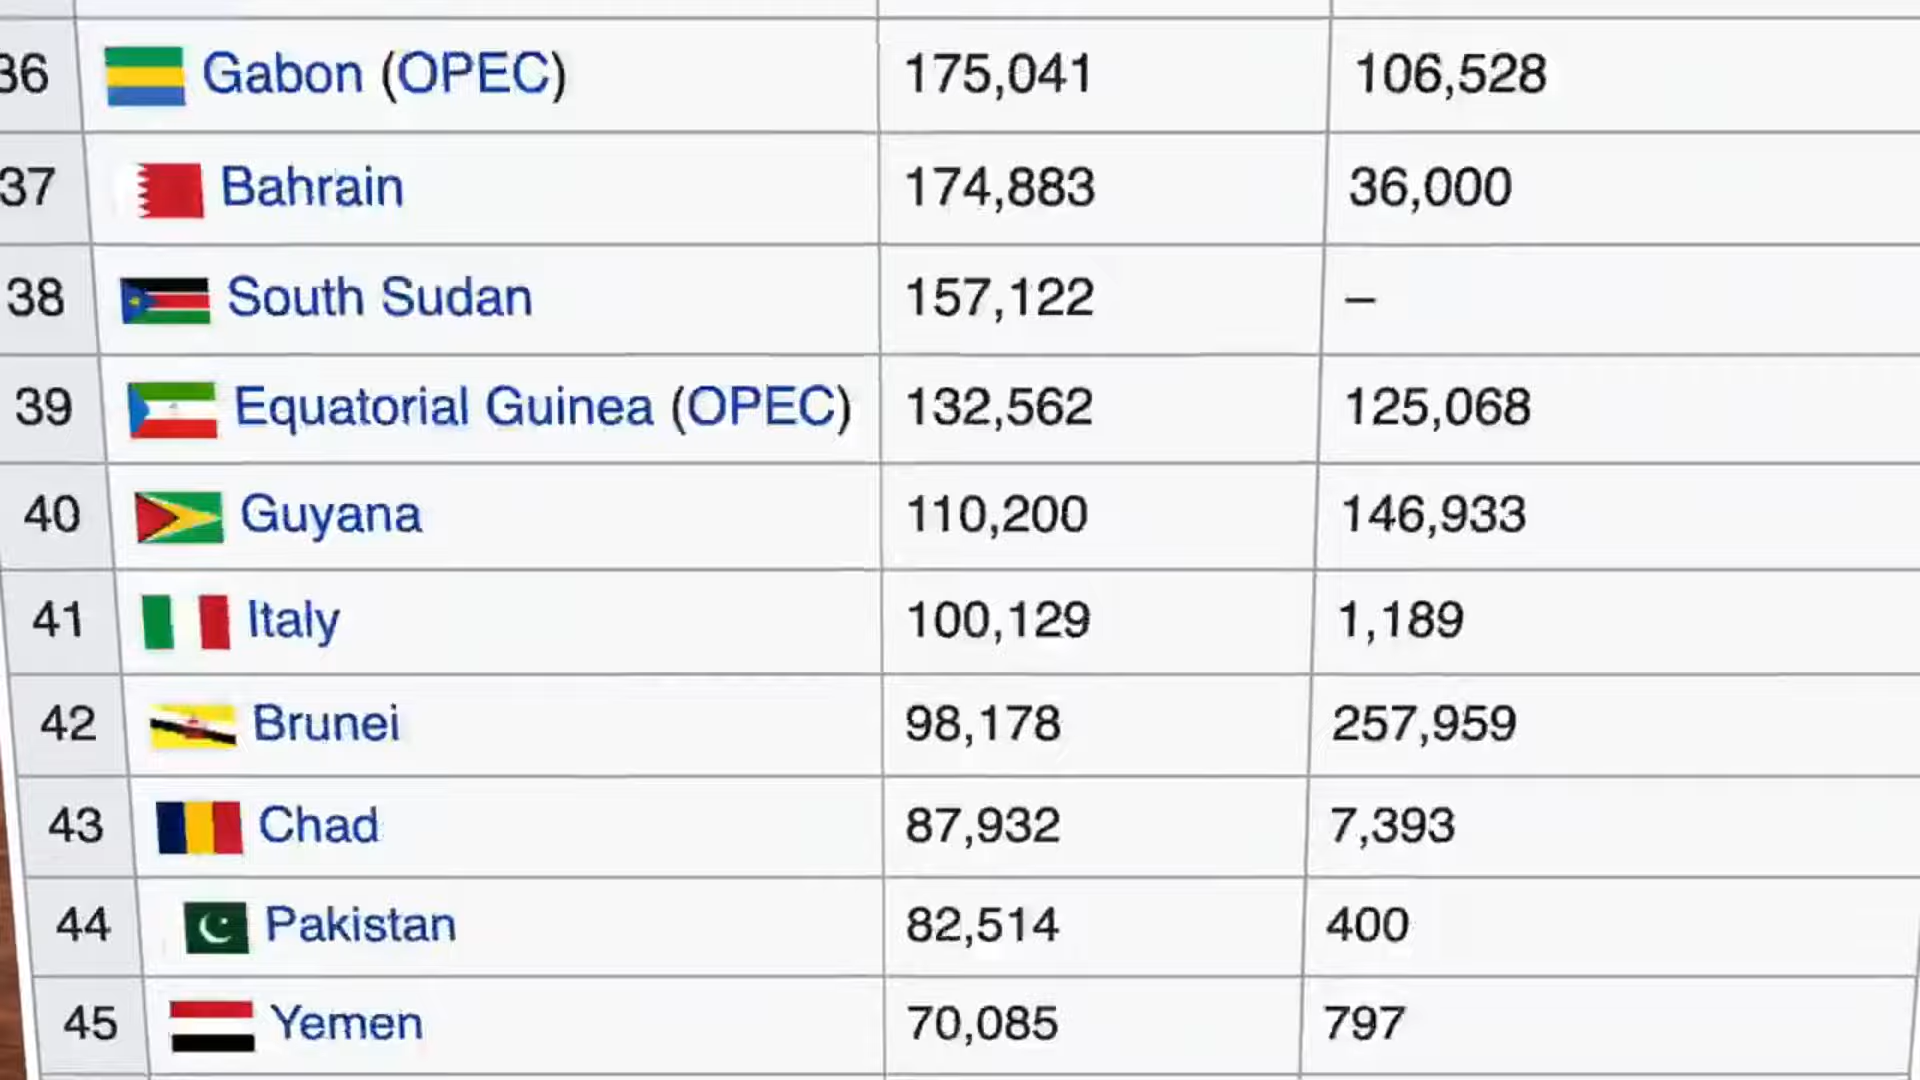 36 Gabon (OPEC) 175,041 106,528
37 Bahrain 174,883 36,000
38 South Sudan 157,122 –
39 Equatorial Guinea (OPEC) 132,562 125,068
40 Guyana 110,200 146,933
41 Italy 100,129 1,189
42 Brunei 98,178 257,959
43 Chad 87,932 7,393
44 Pakistan 82,514 400
45 Yemen 70,085 797